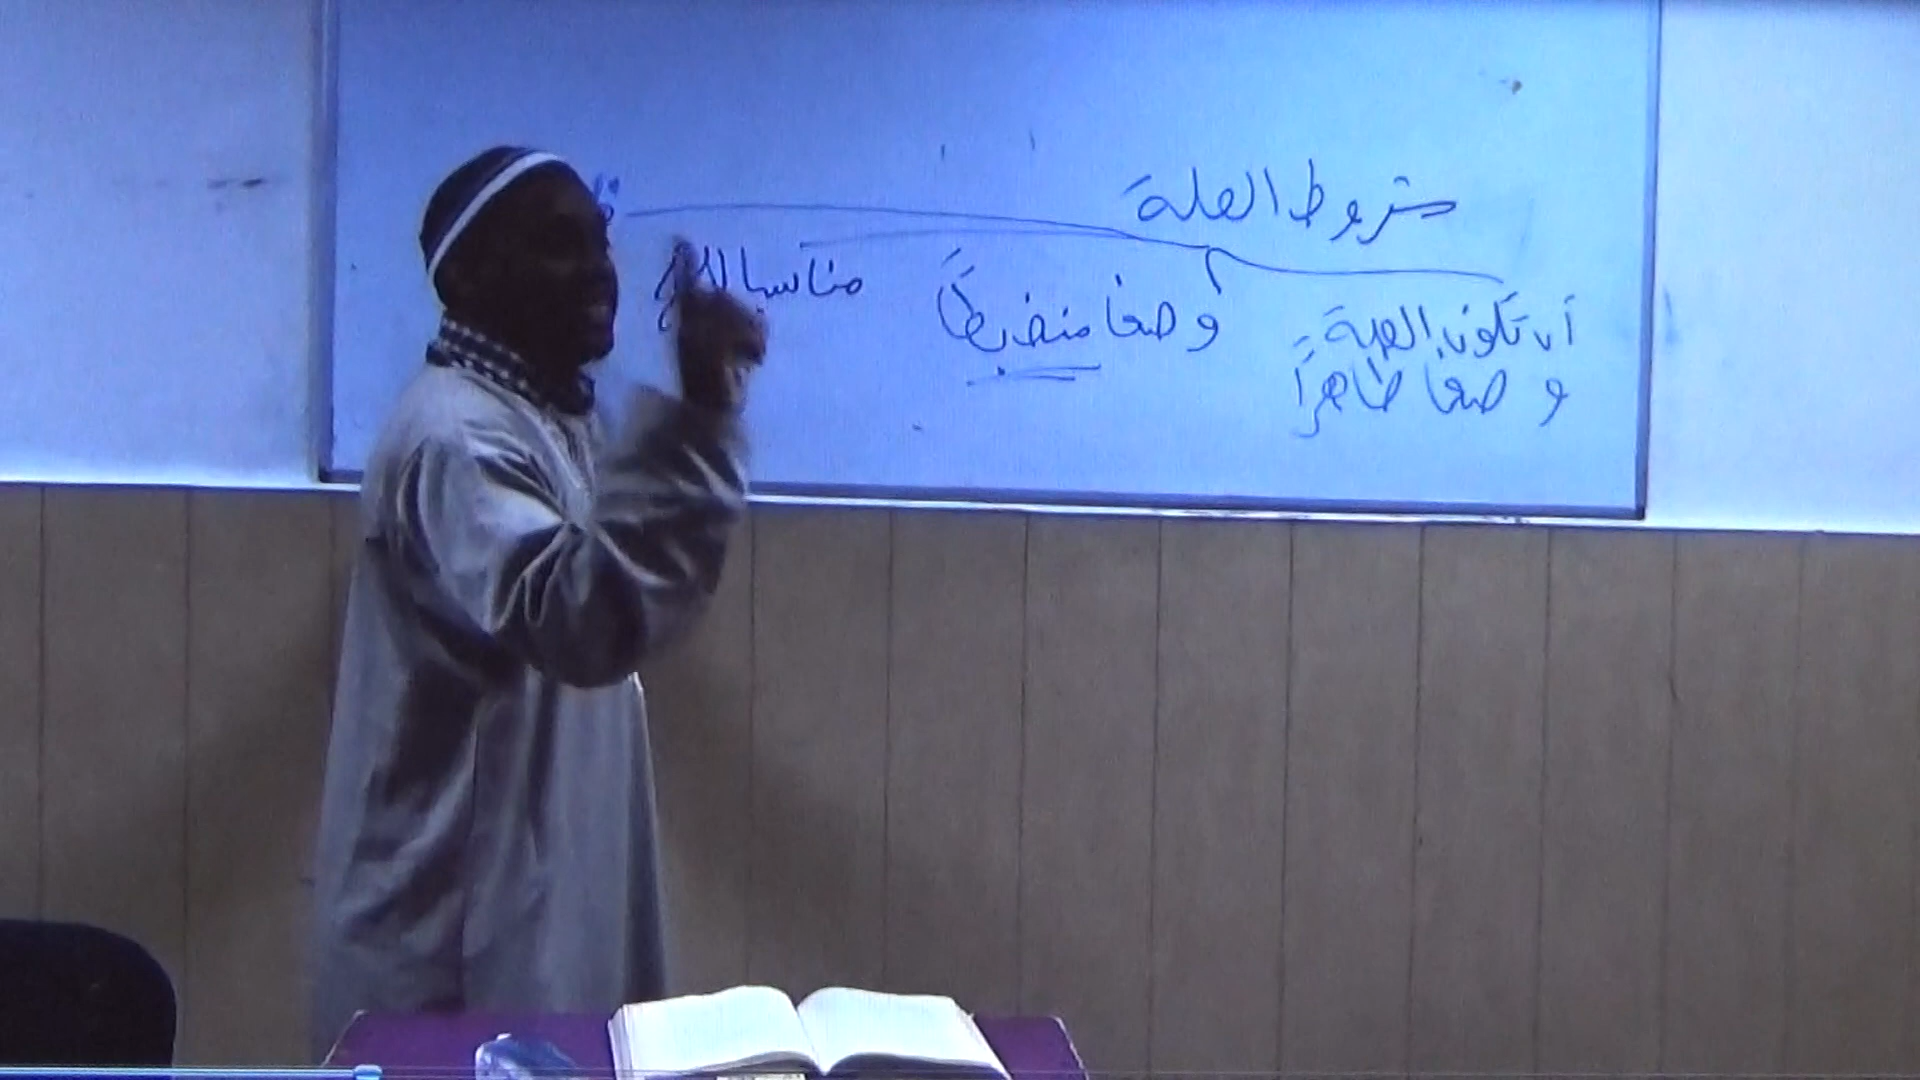 شروط العلة
أن تكون العلة
وصفا ظاهراً
وصفا منضبطاً
مناسبا